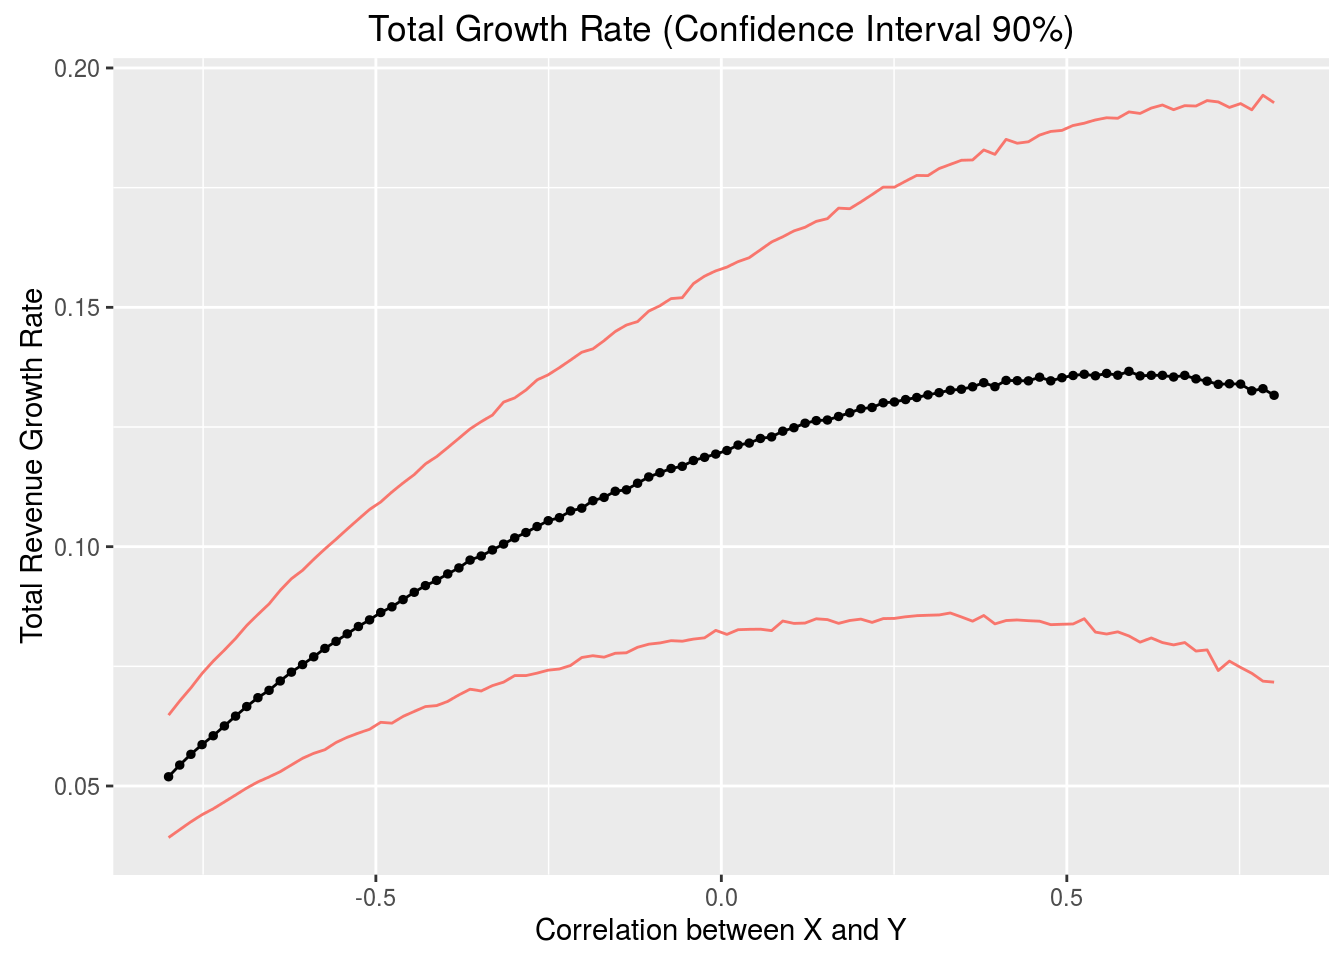 Total Growth Rate (Confidence Interval 90%)
Total Revenue Growth Rate
0.20
0.15
0.10
0.05
-0.5
0.0
0.5
Correlation between X and Y